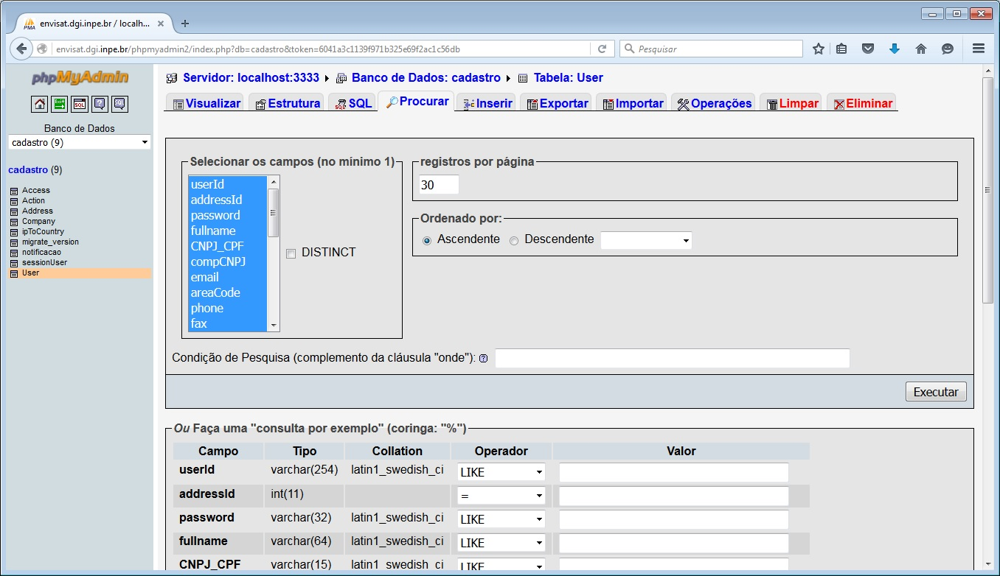 envisat.dgi.inpe.br / localh...
envisat.dgi.inpe.br/phpmyadmin2/index.php?db=cadastro&token=6041a3c1139f971b325e69f2ac1c56db
Pesquisar
phpMyAdmin
Banco de Dados
cadastro (9)
cadastro (9)
Access
Action
Address
Company
ipToCountry
migrate_version
notificacao
sessionUser
User
Servidor: localhost:3333 Banco de Dados: cadastro Tabela: User
Visualizar Estrutura SQL Procurar Inserir Exportar Importar Operações Limpar Eliminar
Selecionar os campos (no mínimo 1)
userId
addressId
password
fullname
CNPJ_CPF
compCNPJ
email
areaCode
phone
fax
DISTINCT
registros por página
30
Ordenado por:
Ascendente Descendente
Condição de Pesquisa (complemento da cláusula "onde"):
Executar
Ou Faça uma "consulta por exemplo" (coringa: "%")
Campo Tipo Collation Operador Valor
userId varchar(254) latin1_swedish_ci LIKE
addressId int(11) =
password varchar(32) latin1_swedish_ci LIKE
fullname varchar(64) latin1_swedish_ci LIKE
CNPJ_CPF varchar(15) latin1_swedish_ci LIKE